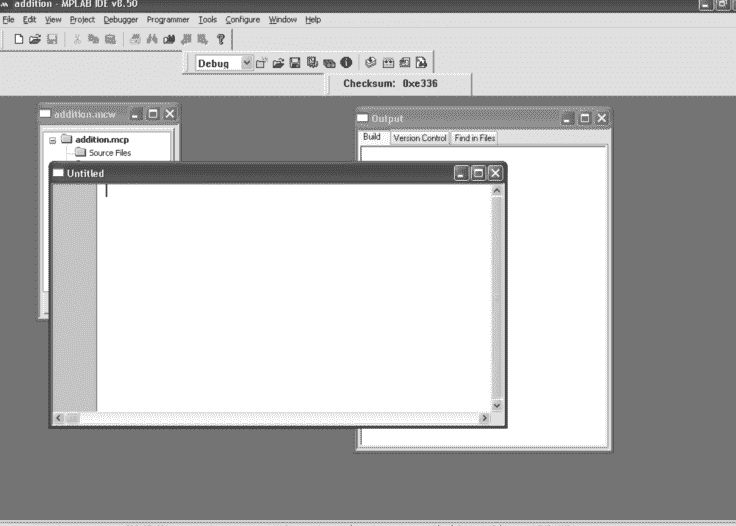 addition - MPLAB IDE v8.50
File Edit View Project Debugger Programmer Tools Configure Window Help
Debug
Checksum: 0xe336
addition.mcw
addition.mcp
Source Files
Output
Build Version Control Find in Files
Untitled